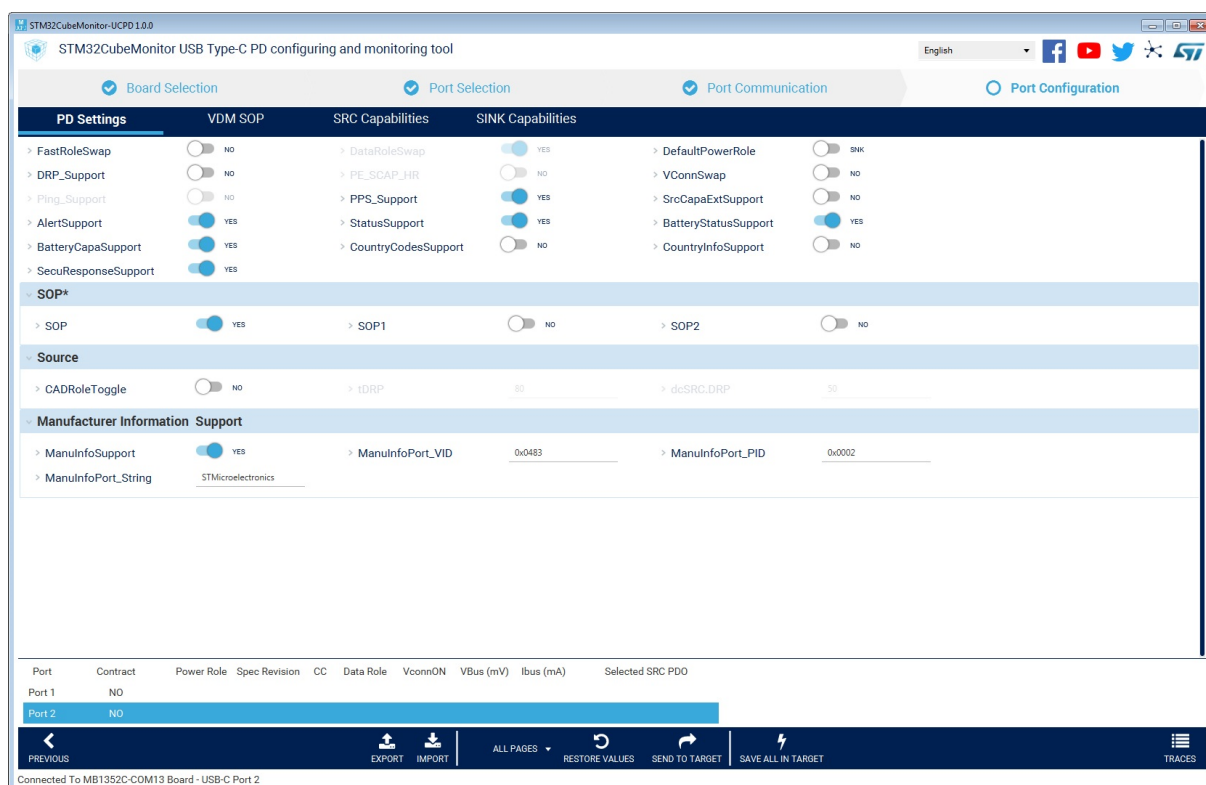 STM32CubeMonitor-UCPD 1.0.0
STM32CubeMonitor USB Type-C PD configuring and monitoring tool
English
Board Selection
Port Selection
Port Communication
Port Configuration
PD Settings VDM SOP SRC Capabilities SINK Capabilities
FastRoleSwap NO DataRoleSwap YES DefaultPowerRole SNK
DRP_Support NO PE_SCAP_HR NO VConnSwap NO
Ping_Support NO PPS_Support YES SrcCapaExtSupport NO
AlertSupport YES StatusSupport YES BatteryStatusSupport YES
BatteryCapaSupport YES CountryCodesSupport NO CountryInfoSupport NO
SecuResponseSupport YES
SOP*
SOP YES SOP1 NO SOP2 NO
Source
CADRoleToggle NO tDRP 80 dcSRC.DRP 50
Manufacturer Information Support
ManuInfoSupport YES ManuInfoPort_VID 0x0483 ManuInfoPort_PID 0x0002
ManuInfoPort_String STMicroelectronics
Port Contract Power Role Spec Revision CC Data Role VconnON VBus (mV) Ibus (mA) Selected SRC PDO
Port 1 NO
Port 2 NO
PREVIOUS EXPORT IMPORT ALL PAGES RESTORE VALUES SEND TO TARGET SAVE ALL IN TARGET TRACES
Connected To MB1352C-COM13 Board - USB-C Port 2